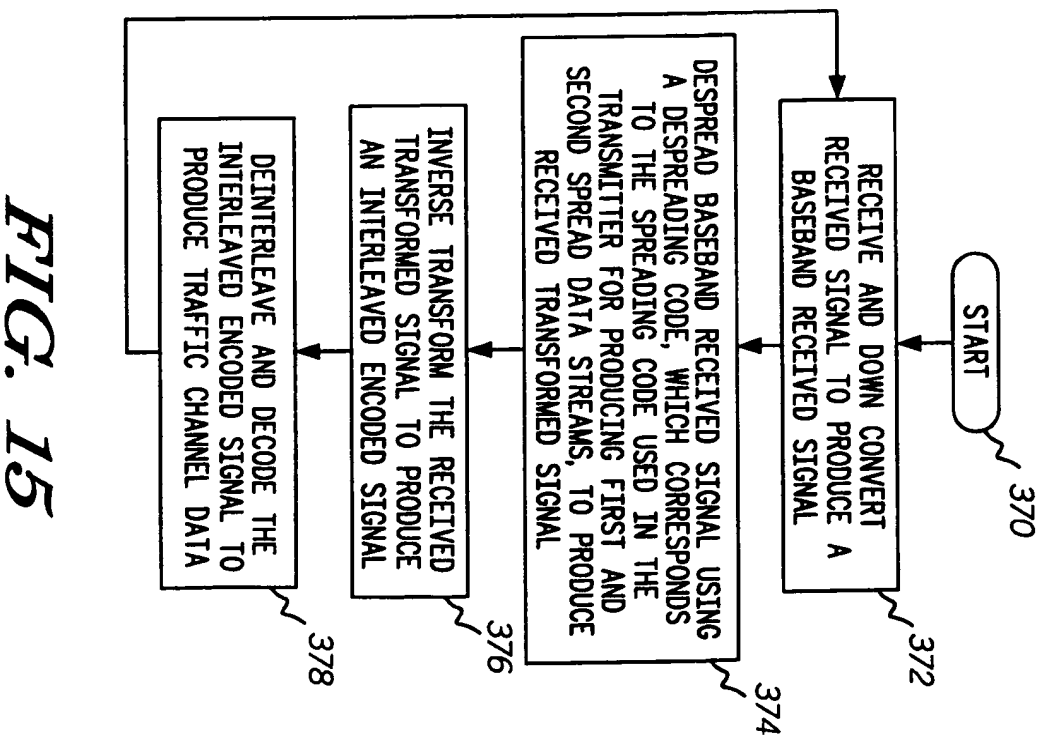 START
370
RECEIVE AND DOWN CONVERT
RECEIVED SIGNAL TO PRODUCE A
BASEBAND RECEIVED SIGNAL
372
DESPREAD BASEBAND RECEIVED SIGNAL USING
A DESPREADING CODE, WHICH CORRESPONDS
TO THE SPREADING CODE USED IN THE
TRANSMITTER FOR PRODUCING FIRST AND
SECOND SPREAD DATA STREAMS, TO PRODUCE
RECEIVED TRANSFORMED SIGNAL
374
INVERSE TRANSFORM THE RECEIVED
TRANSFORMED SIGNAL TO PRODUCE
AN INTERLEAVED ENCODED SIGNAL
376
DEINTERLEAVE AND DECODE THE
INTERLEAVED ENCODED SIGNAL TO
PRODUCE TRAFFIC CHANNEL DATA
378
FIG. 15